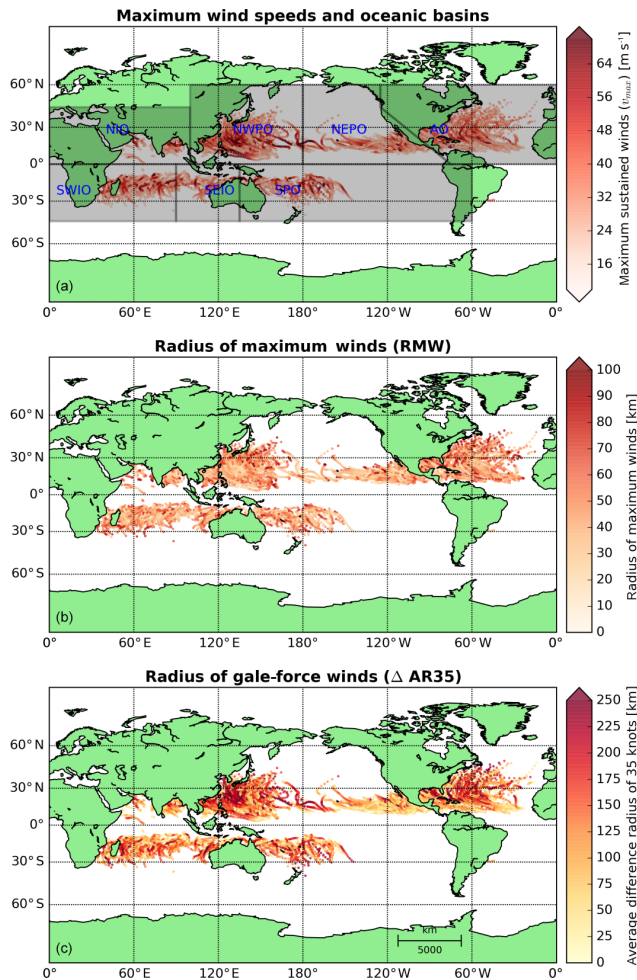 Maximum wind speeds and oceanic basins
60° N
30° N
0°
30° S
60° S
NIO
NWPO
NEPO
AO
SWIO
SEIO
SPO
(a)
0°
60° E
120° E
180°
120° W
60° W
0°
64
56
48
40
32
24
16
Maximum sustained winds (vmax) [m s⁻¹]
Radius of maximum winds (RMW)
60° N
30° N
0°
30° S
60° S
(b)
0°
60° E
120° E
180°
120° W
60° W
0°
100
90
80
70
60
50
40
30
20
10
0
Radius of maximum winds [km]
Radius of gale-force winds (Δ AR35)
60° N
30° N
0°
30° S
60° S
(c)
km
5000
0°
60° E
120° E
180°
120° W
60° W
0°
250
225
200
175
150
125
100
75
50
25
0
Average difference radius of 35 knots [km]